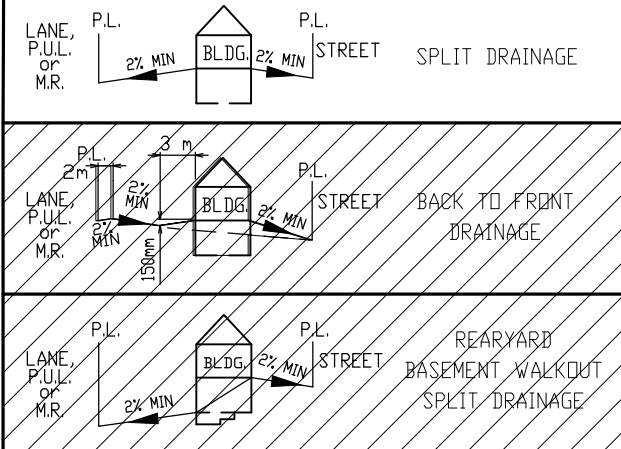 P.L.
P.L.
LANE,
P.U.L.
or
M.R.
2% MIN
BLDG.
2% MIN
STREET
SPLIT DRAINAGE
P.L.
3 m
2m
P.L.
LANE,
P.U.L.
or
M.R.
2%
MIN
2%
MIN
BLDG.
2% MIN
STREET
150mm
BACK TO FRONT
DRAINAGE
P.L.
P.L.
LANE,
P.U.L.
or
M.R.
2% MIN
BLDG.
2% MIN
STREET
REARYARD
BASEMENT WALKOUT
SPLIT DRAINAGE